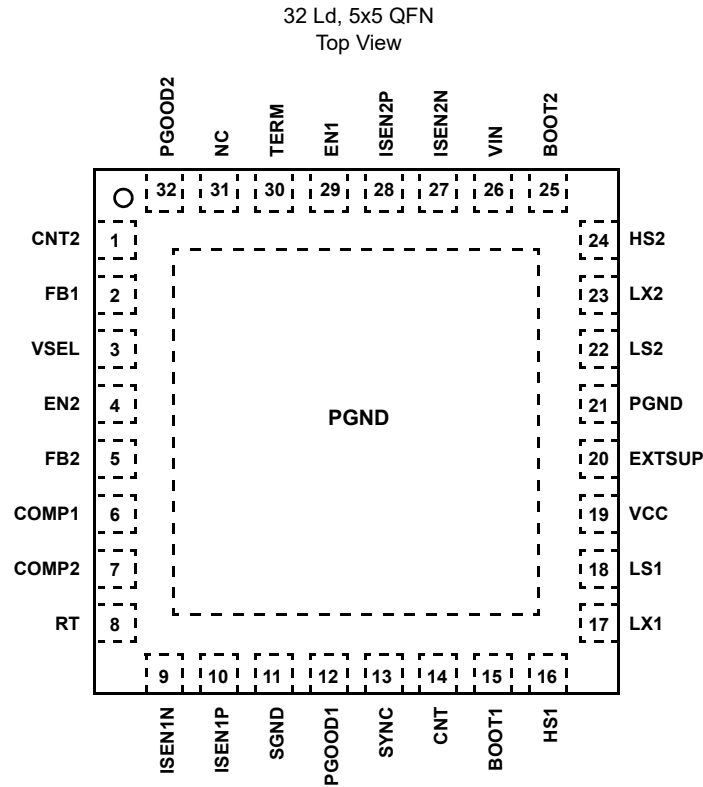 32 Ld, 5x5 QFN
Top View
PGOOD2
NC
TERM
EN1
ISEN2P
ISEN2N
VIN
BOOT2
32 31 30 29 28 27 26 25
CNT2 1 24 HS2
FB1 2 23 LX2
VSEL 3 22 LS2
EN2 4 21 PGND
PGND
FB2 5 20 EXTSUP
COMP1 6 19 VCC
COMP2 7 18 LS1
RT 8 17 LX1
9 10 11 12 13 14 15 16
ISEN1N
ISEN1P
SGND
PGOOD1
SYNC
CNT
BOOT1
HS1